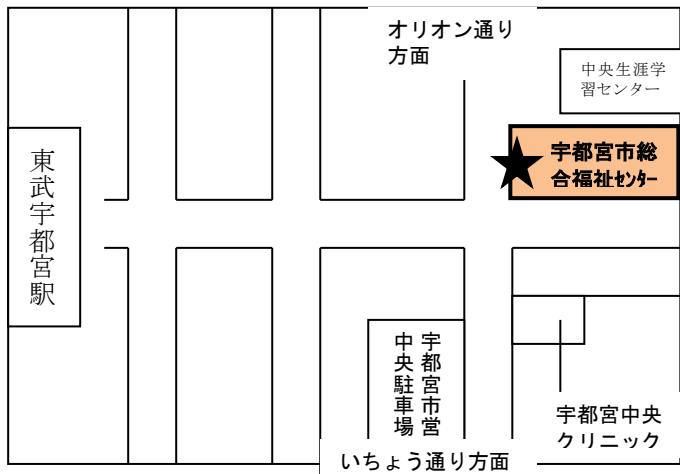 オリオン通り
方面
中央生涯学
習センター
宇都宮市総
合福祉ｾﾝﾀｰ
東武宇都宮駅
宇都宮市営
中央駐車場
宇都宮中央
クリニック
いちょう通り方面